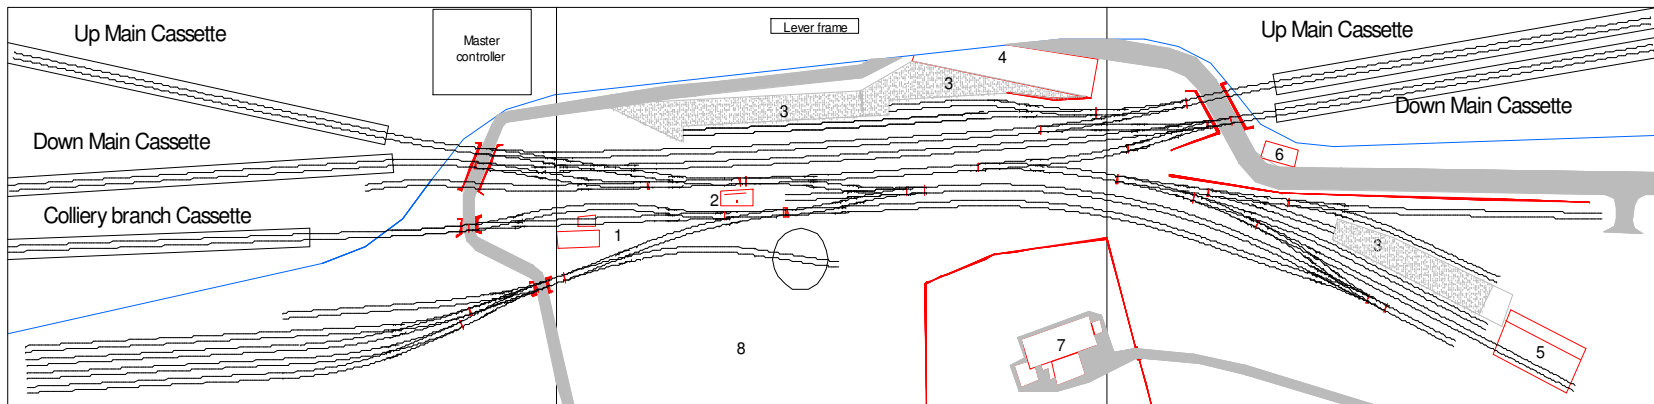 Up Main Cassette
Master
controller
Lever frame
Up Main Cassette
4
3
3
Down Main Cassette
Down Main Cassette
6
2
Colliery branch Cassette
1
3
8
7
5